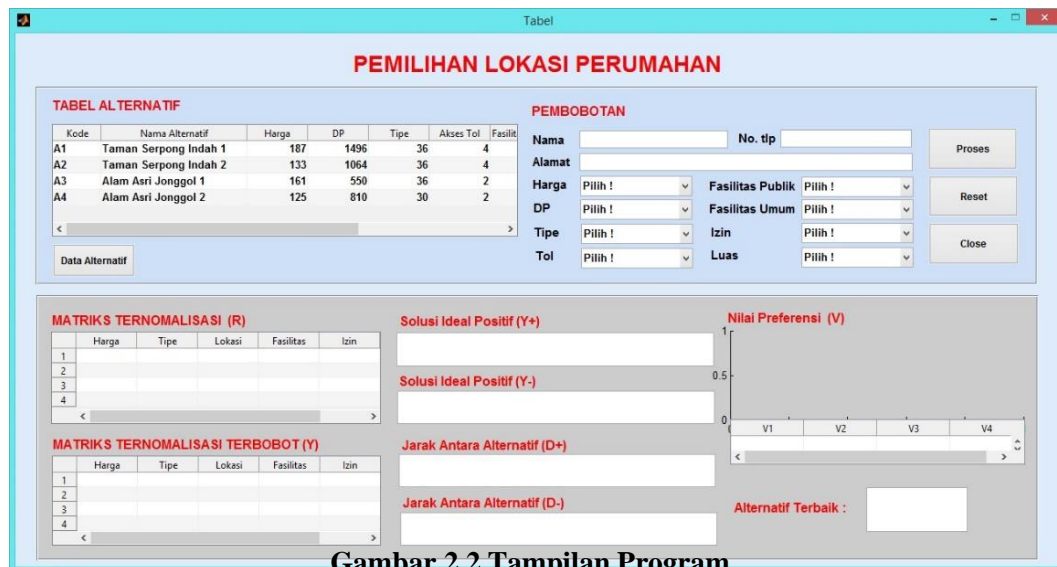 Tabel
PEMILIHAN LOKASI PERUMAHAN
TABEL ALTERNATIF
Kode Nama Alternatif Harga DP Tipe Akses Tol Fasilit
A1 Taman Serpong Indah 1 187 1496 36 4
A2 Taman Serpong Indah 2 133 1064 36 4
A3 Alam Asri Jonggol 1 161 550 36 2
A4 Alam Asri Jonggol 2 125 810 30 2
Data Alternatif
PEMBOBOTAN
Nama No. tlp
Alamat
Harga Pilih ! Fasilitas Publik Pilih !
DP Pilih ! Fasilitas Umum Pilih !
Tipe Pilih ! Izin Pilih !
Tol Pilih ! Luas Pilih !
Proses
Reset
Close
MATRIKS TERNOMALISASI (R)
Harga Tipe Lokasi Fasilitas Izin
1
2
3
4
MATRIKS TERNOMALISASI TERBOBOT (Y)
Harga Tipe Lokasi Fasilitas Izin
1
2
3
4
Solusi Ideal Positif (Y+)
Solusi Ideal Positif (Y-)
Jarak Antara Alternatif (D+)
Jarak Antara Alternatif (D-)
Nilai Preferensi (V)
1
0.5
0
V1 V2 V3 V4
Alternatif Terbaik :
Gambar 2.2 Tampilan Program